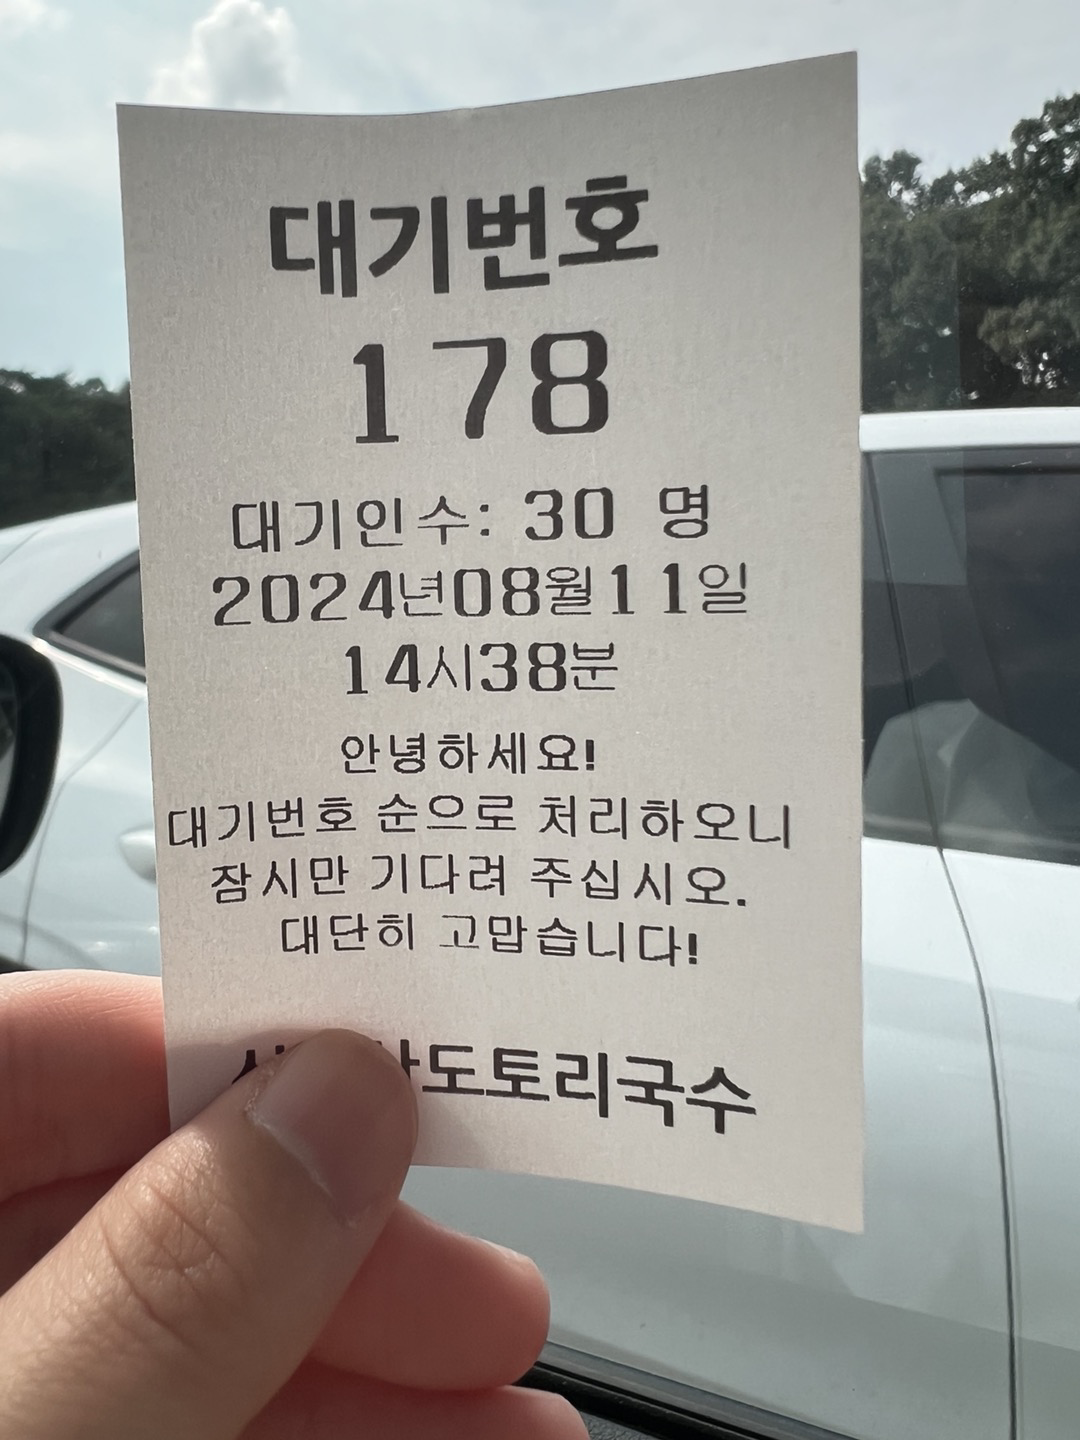 대기번호
178
대기인수: 30 명
2024년08월11일
14시38분
안녕하세요!
대기번호 순으로 처리하오니
잠시만 기다려 주십시오.
대단히 고맙습니다!
도토리국수